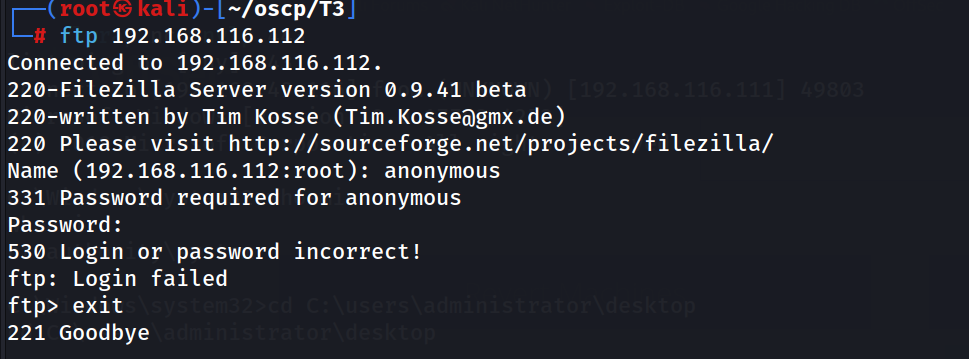 ┌──(root㉿kali)-[~/oscp/T3]
└─# ftp 192.168.116.112
Connected to 192.168.116.112.
220-FileZilla Server version 0.9.41 beta
220-written by Tim Kosse (Tim.Kosse@gmx.de)
220 Please visit http://sourceforge.net/projects/filezilla/
Name (192.168.116.112:root): anonymous
331 Password required for anonymous
Password:
530 Login or password incorrect!
ftp: Login failed
ftp> exit
221 Goodbye